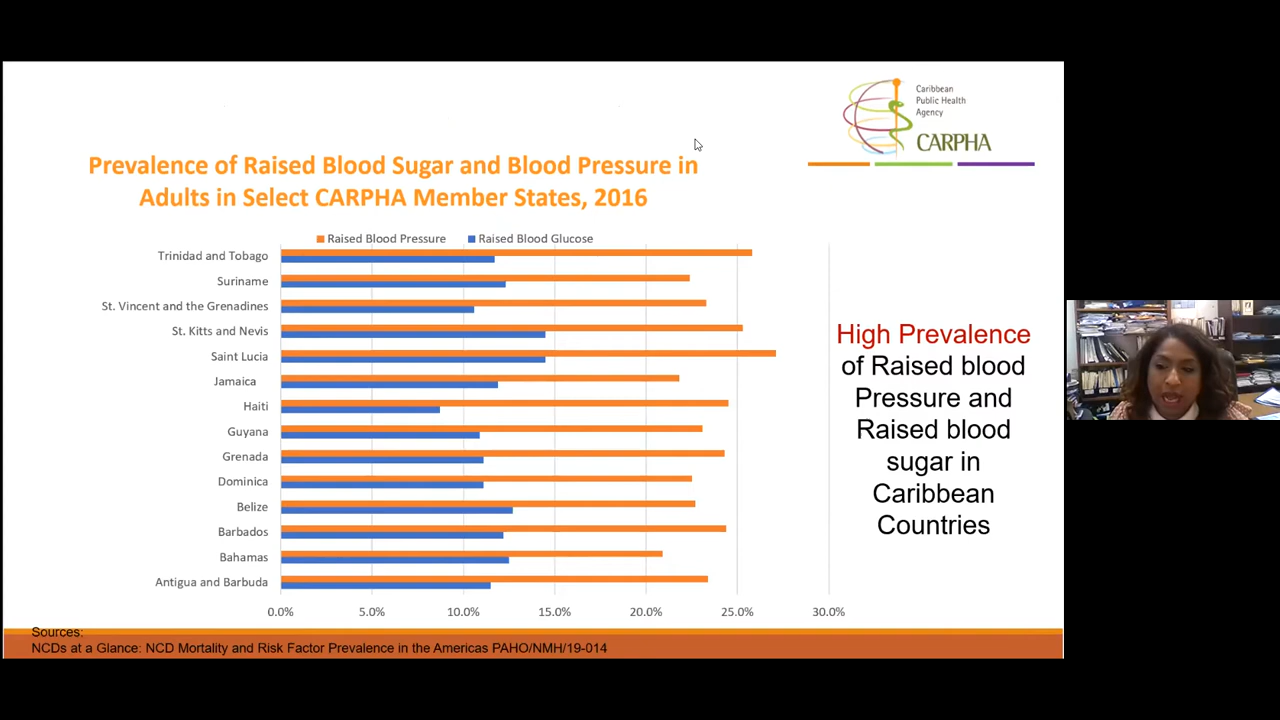 Caribbean
Public Health
Agency
CARPHA
Prevalence of Raised Blood Sugar and Blood Pressure in
Adults in Select CARPHA Member States, 2016
Raised Blood Pressure Raised Blood Glucose
Trinidad and Tobago
Suriname
St. Vincent and the Grenadines
St. Kitts and Nevis
Saint Lucia
Jamaica
Haiti
Guyana
Grenada
Dominica
Belize
Barbados
Bahamas
Antigua and Barbuda
0.0% 5.0% 10.0% 15.0% 20.0% 25.0% 30.0%
High Prevalence
of Raised blood
Pressure and
Raised blood
sugar in
Caribbean
Countries
Sources:
NCDs at a Glance: NCD Mortality and Risk Factor Prevalence in the Americas PAHO/NMH/19-014